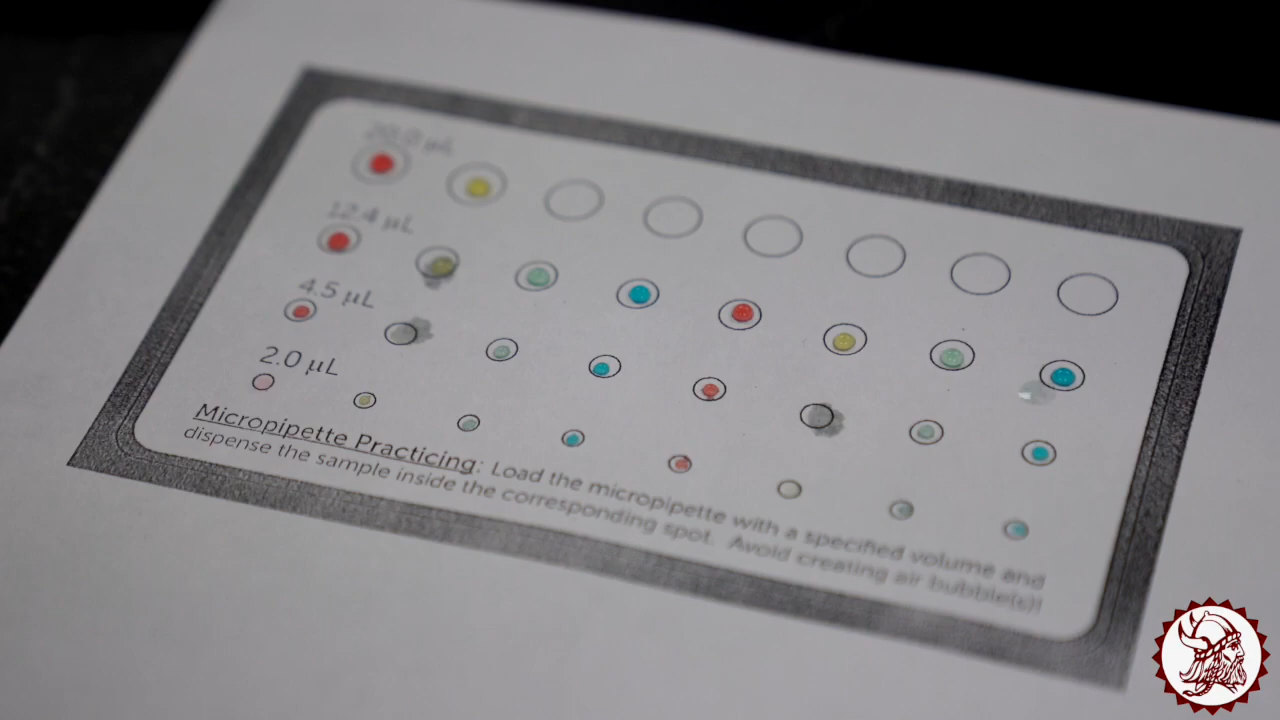 20.0 µL
12.4 µL
4.5 µL
2.0 µL
Micropipette Practicing: Load the micropipette with a specified volume and
dispense the sample inside the corresponding spot. Avoid creating air bubble(s)!